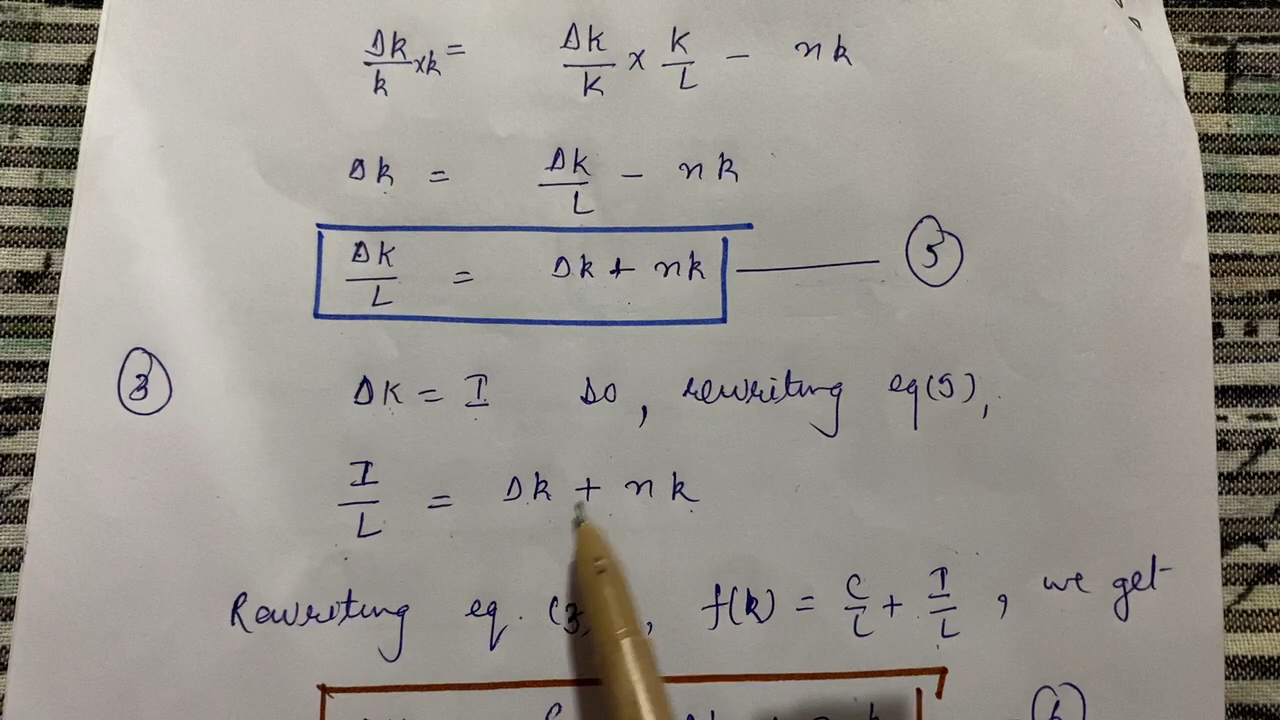 Δk/k ×k = ΔK/K × K/L − nk
Δk = ΔK/L − nk
ΔK/L = Δk + nk —— (5)
(3) ΔK = I so, rewriting eq(5),
I/L = Δk + nk
Rewriting eq. (3 , f(k) = C/L + I/L , we get
(6)